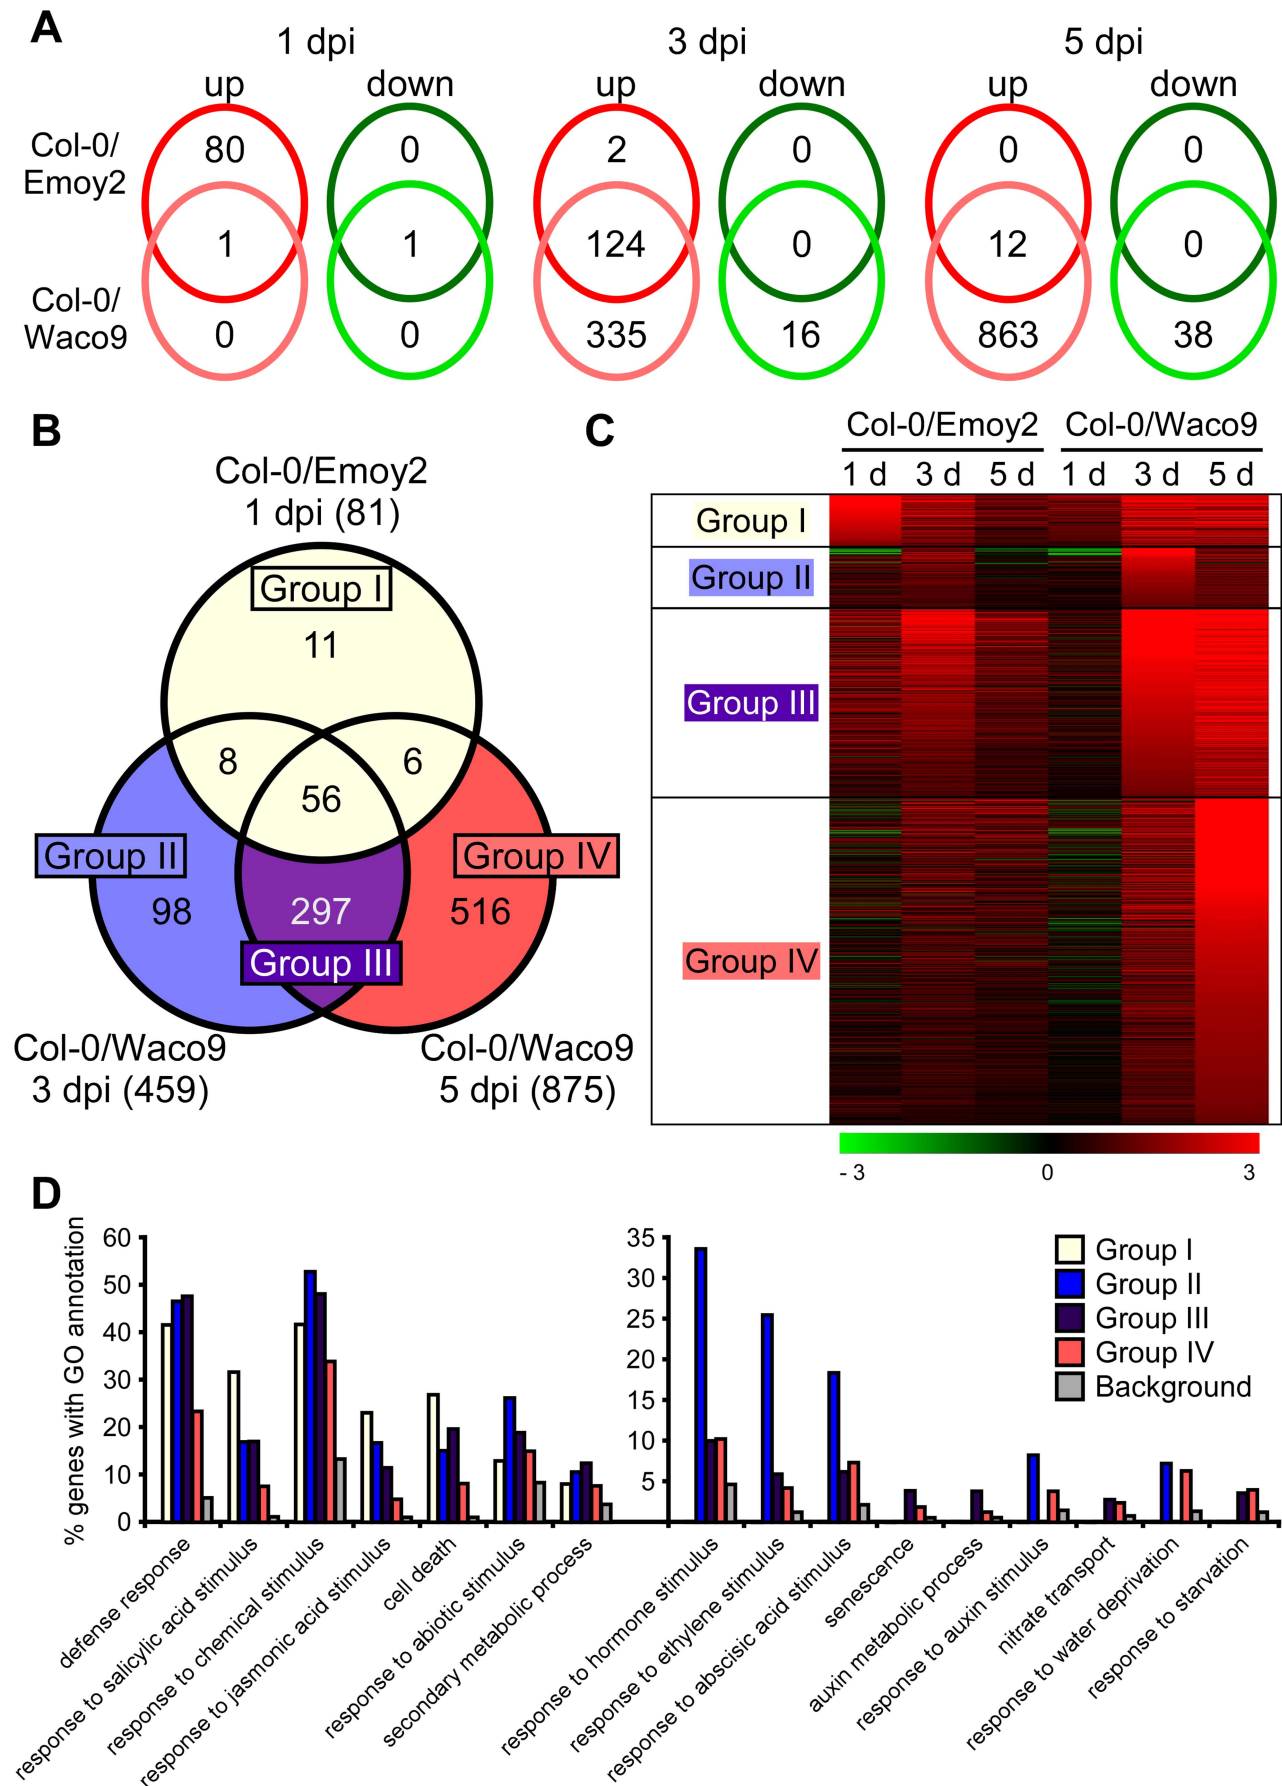 A
1 dpi
3 dpi
5 dpi
up
down
up
down
up
down
Col-0/
Emoy2
80
0
2
0
0
0
1
1
124
0
12
0
Col-0/
Waco9
0
0
335
16
863
38
B
Col-0/Emoy2
1 dpi (81)
Group I
11
8
6
56
Group II
Group IV
98
297
516
Group III
Col-0/Waco9
3 dpi (459)
Col-0/Waco9
5 dpi (875)
C
Col-0/Emoy2
Col-0/Waco9
1 d
3 d
5 d
1 d
3 d
5 d
Group I
Group II
Group III
Group IV
- 3
0
3
D
% genes with GO annotation
60
50
40
30
20
10
0
35
30
25
20
15
10
5
Group I
Group II
Group III
Group IV
Background
defense response
response to salicylic acid stimulus
response to chemical stimulus
response to jasmonic acid stimulus
cell death
response to abiotic stimulus
secondary metabolic process
response to hormone stimulus
response to ethylene stimulus
response to abscisic acid stimulus
senescence
auxin metabolic process
response to auxin stimulus
nitrate transport
response to water deprivation
response to starvation